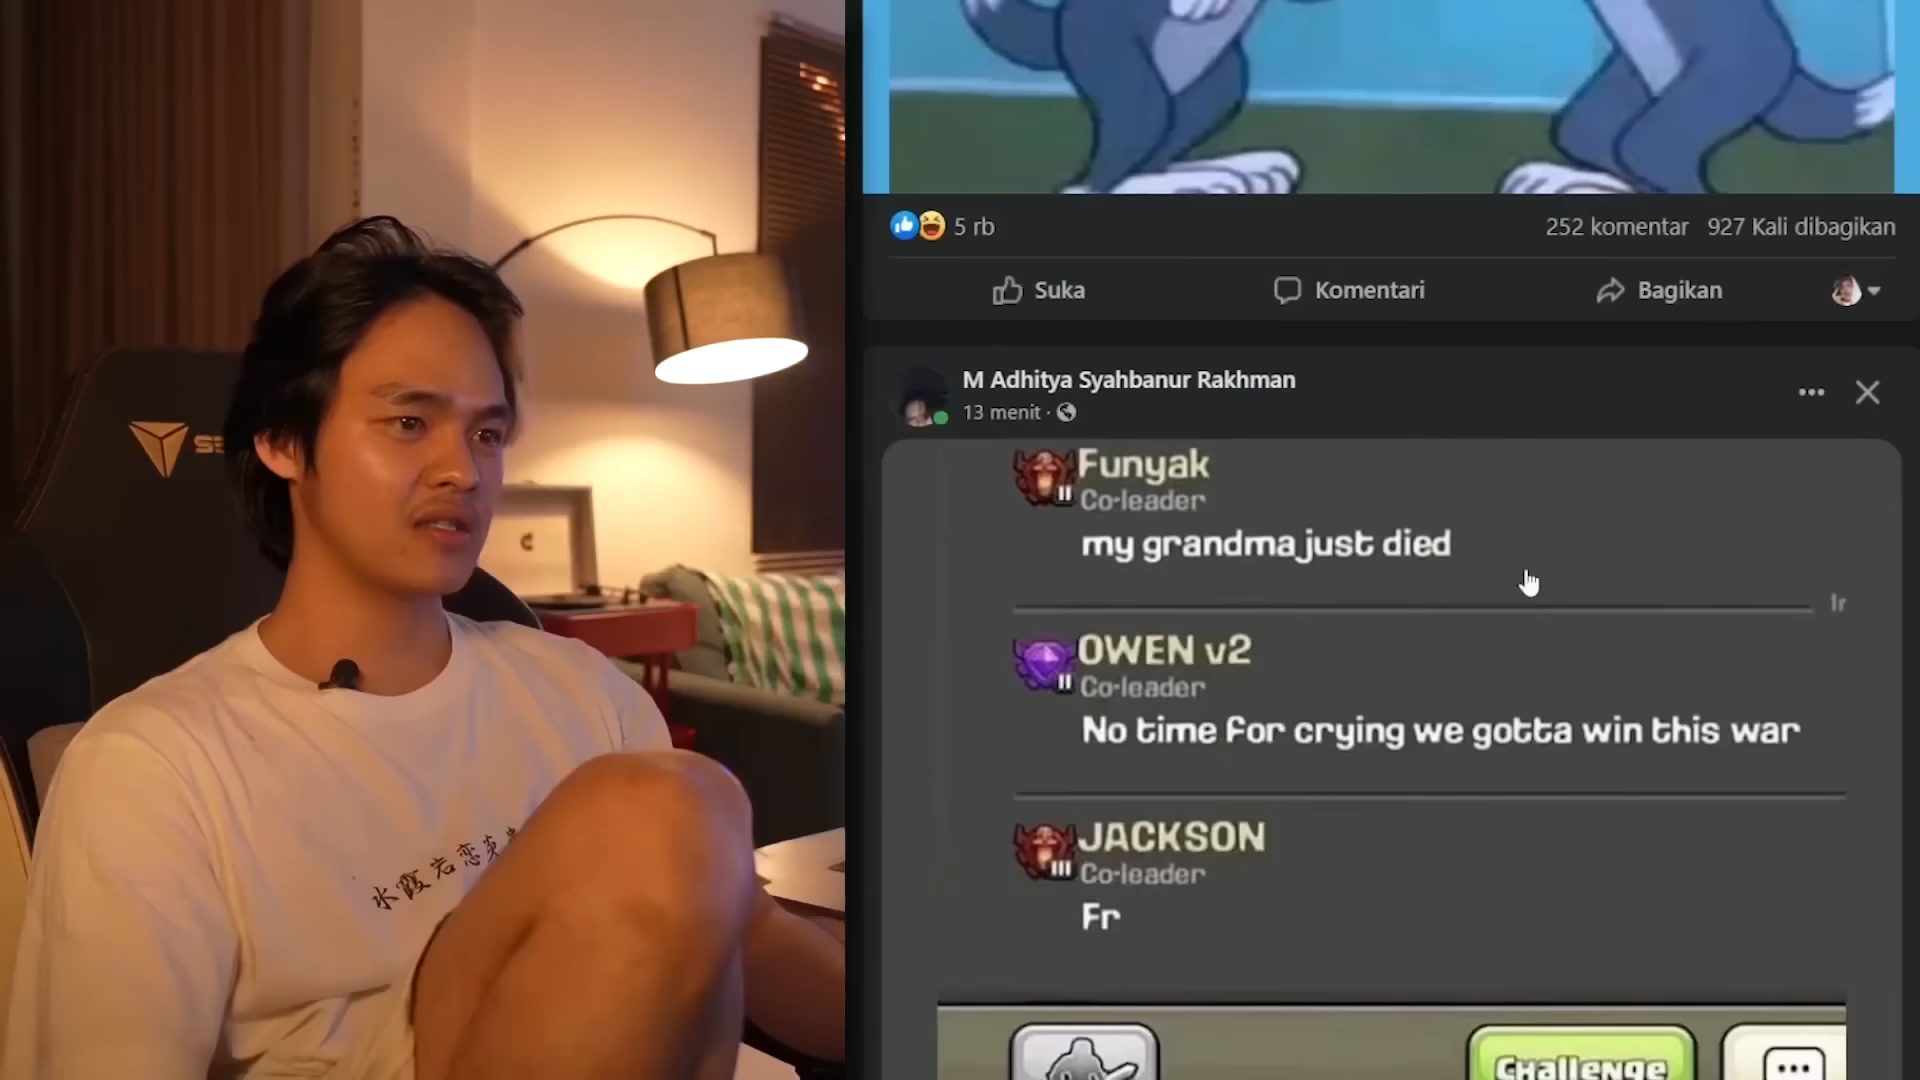 5 rb
252 komentar 927 Kali dibagikan
Suka Komentari Bagikan
M Adhitya Syahbanur Rakhman
13 menit ·
Funyak
Co-leader
my grandma just died
1r
OWEN v2
Co-leader
No time for crying we gotta win this war
JACKSON
Co-leader
Fr
Challenge